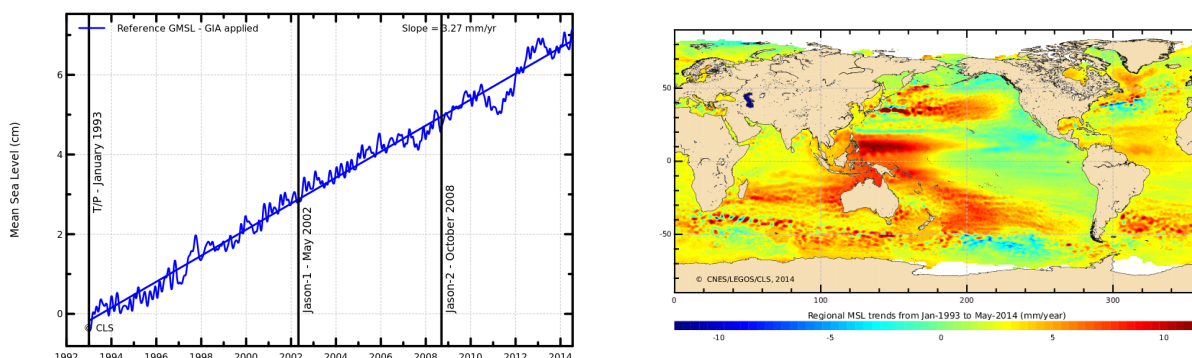 Reference GMSL - GIA applied
Slope = 3.27 mm/yr
Mean Sea Level (cm)
6
4
2
0
T/P - January 1993
Jason-1 - May 2002
Jason-2 - October 2008
© CLS
1992 1994 1996 1998 2000 2002 2004 2006 2008 2010 2012 2014
50
0
-50
© CNES/LEGOS/CLS, 2014
0 100 200 300
Regional MSL trends from Jan-1993 to May-2014 (mm/year)
-10 -5 0 5 10